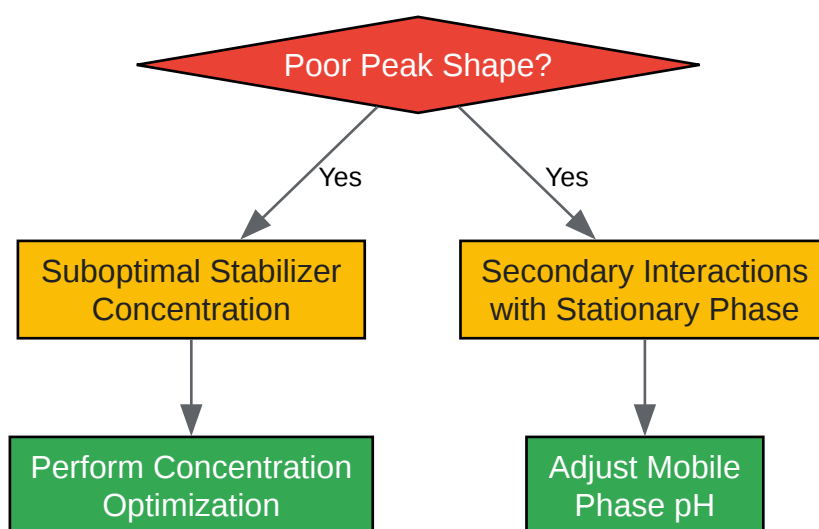 Poor Peak Shape?
Yes
Yes
Suboptimal Stabilizer
Concentration
Secondary Interactions
with Stationary Phase
Perform Concentration
Optimization
Adjust Mobile
Phase pH